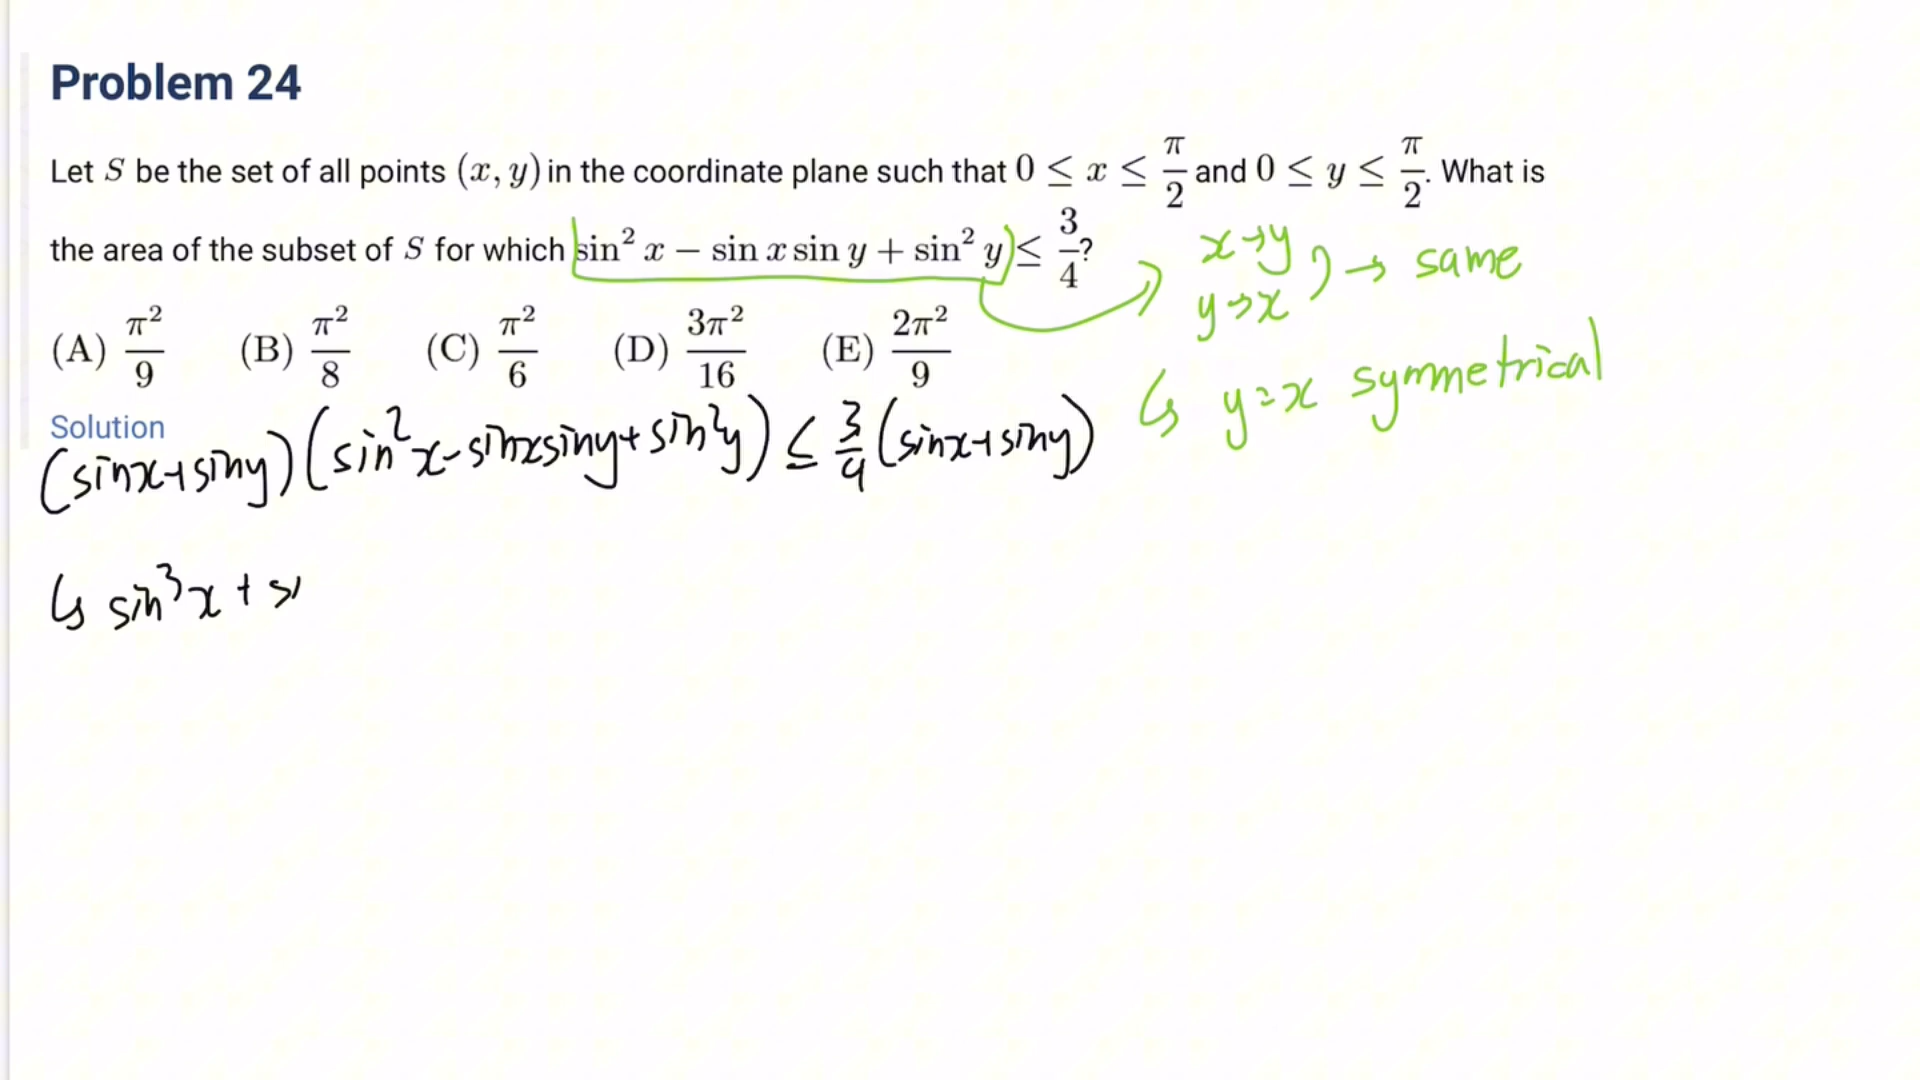 Problem 24
Let S be the set of all points (x, y) in the coordinate plane such that 0 ≤ x ≤ π/2 and 0 ≤ y ≤ π/2. What is
the area of the subset of S for which sin² x − sin x sin y + sin² y ≤ 3/4?
x→y
y→x ) → same
(A) π²/9 (B) π²/8 (C) π²/6 (D) 3π²/16 (E) 2π²/9
↳ y=x symmetrical
Solution
(sinx+siny)(sin²x-sinxsiny+sin²y) ≤ 3/4 (sinx+siny)
↳ sin³x + si